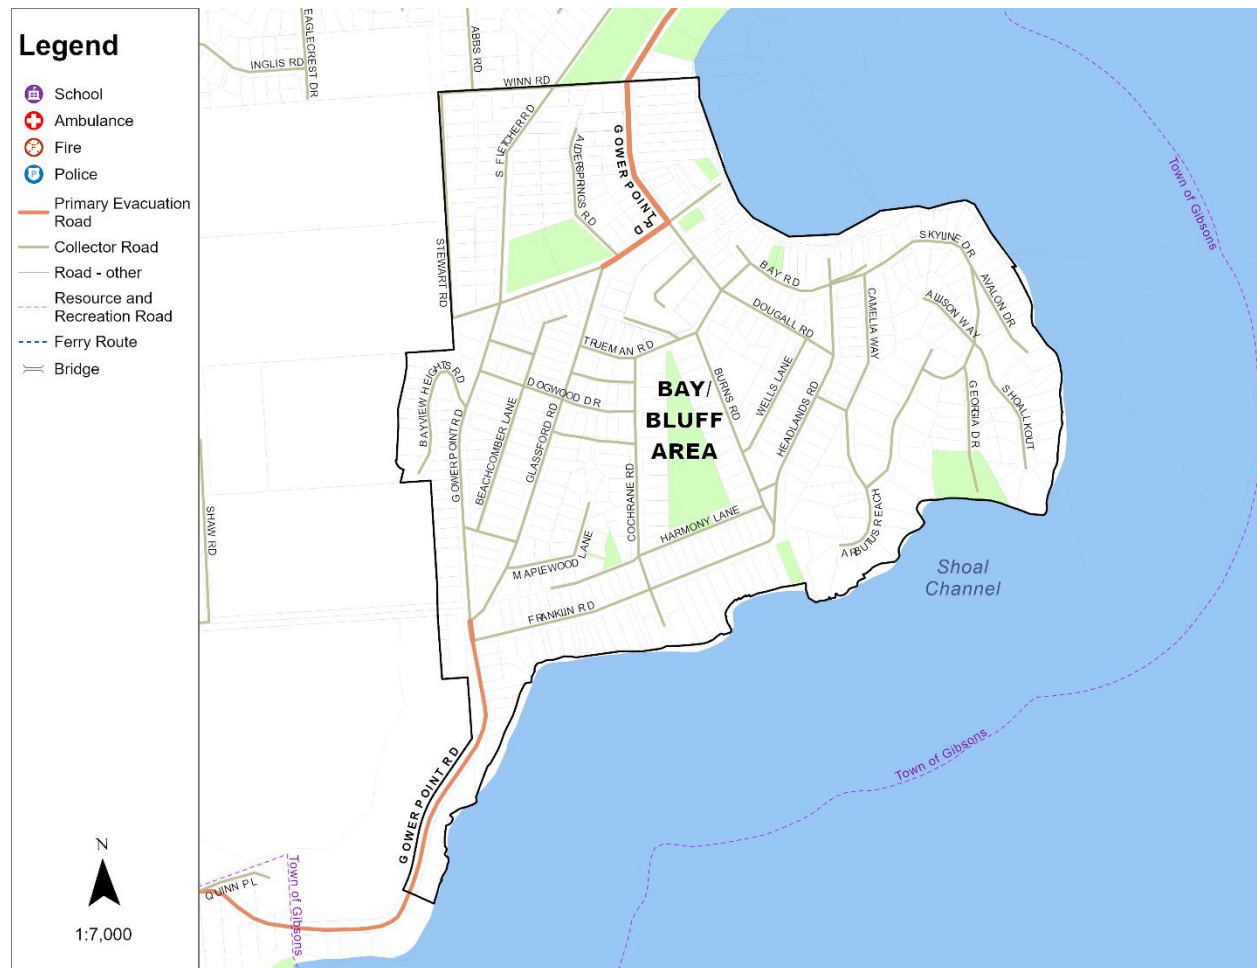 Legend
School
Ambulance
Fire
Police
Primary Evacuation
Road
Collector Road
Road - other
Resource and
Recreation Road
Ferry Route
Bridge
N
1:7,000
EAGLECREST DR
INGLIS RD
ABBS RD
WINN RD
S FLETCHER RD
ALDERSPRINGS RD
GOWER POINT RD
STEWART RD
Town of Gibsons
SKYLINE DR
BAY RD
AVALON DR
ALLISON WAY
CAMELIA WAY
DOUGALL RD
TRUEMAN RD
BAYVIEW HEIGHTS RD
DOGWOOD DR
BAY/
BLUFF
AREA
BURNS RD
WELLS LANE
HEADLANDS RD
GEORGIA DR
SHOAL LKOUT
GOWER POINT RD
BEACHCOMBER LANE
GLASSFORD RD
COCHRANE RD
HARMONY LANE
ARBUTUS REACH
SHAW RD
MAPLEWOOD LANE
FRANKLIN RD
Shoal
Channel
Town of Gibsons
GOWER POINT RD
QUINN PL
Town of Gibsons